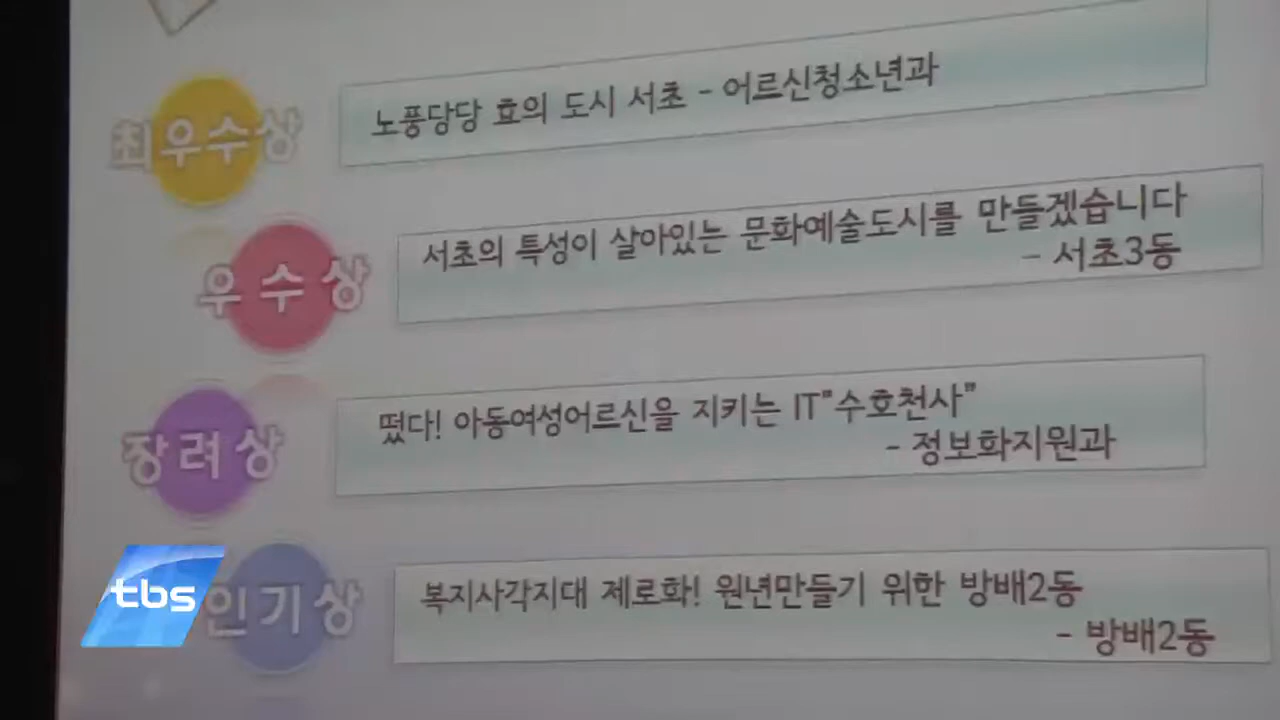 최우수상
노풍당당 효의 도시 서초 - 어르신청소년과
우수상
서초의 특성이 살아있는 문화예술도시를 만들겠습니다
- 서초3동
장려상
떴다! 아동여성어르신을 지키는 IT"수호천사"
- 정보화지원과
인기상
복지사각지대 제로화! 원년만들기 위한 방배2동
- 방배2동
tbs